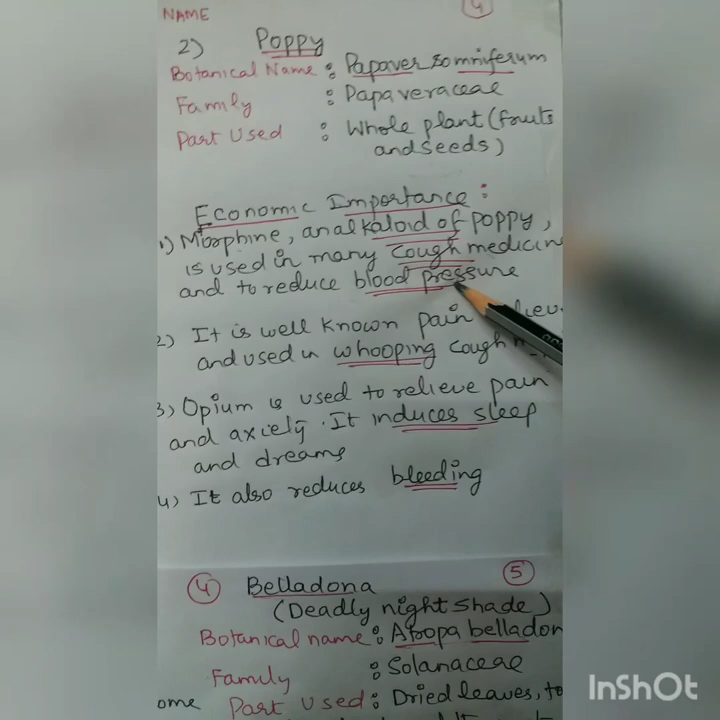 NAME
4
2) Poppy
Botanical Name : Papaver somniferum
Family : Papaveraceae
Part Used : Whole plant (fruits
and seeds)
Economic Importance :
1) Morphine, an alkaloid of poppy,
is used in many cough medicin
and to reduce blood pressure
2) It is well known pain
and used in whooping cough
3) Opium is used to relieve pain
and axciety. It induces sleep
and dreams
4) It also reduces bleeding
5
4 Belladona
(Deadly night shade)
Botanical name : Atropa belladon
Family : Solanaceae
ome Part Used : Dried leaves, to
InShOt